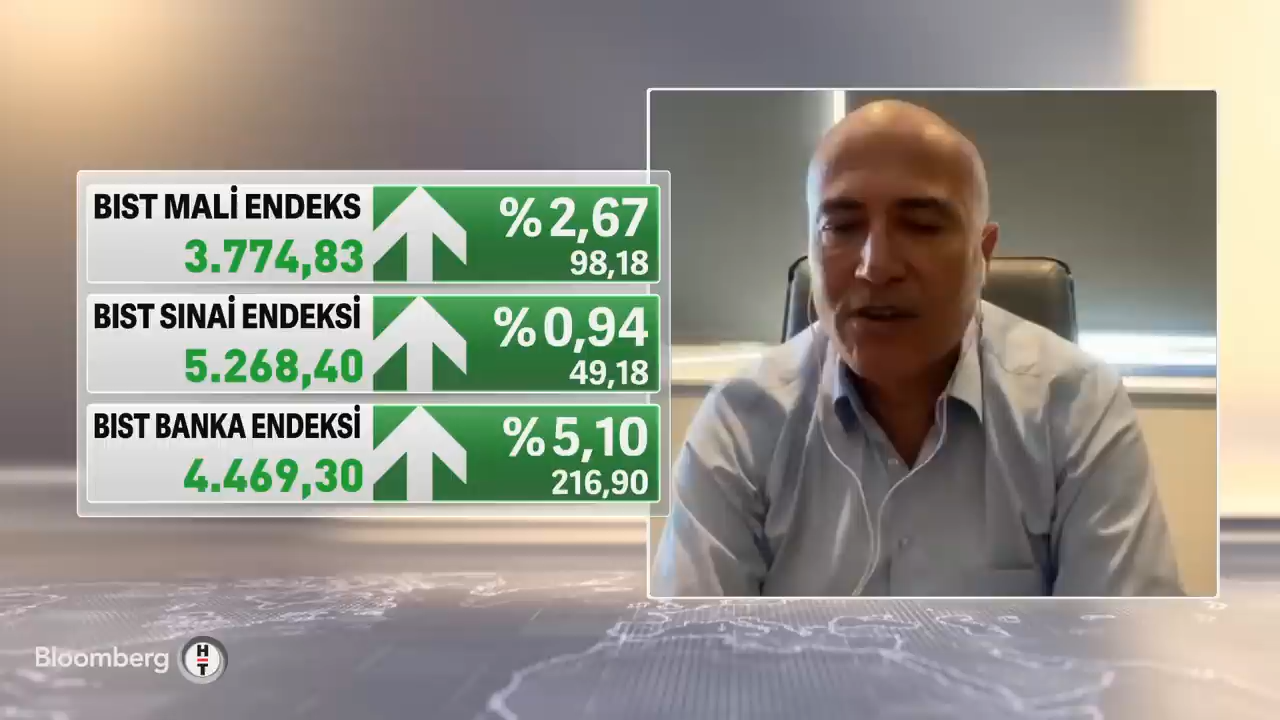 BIST MALİ ENDEKS
3.774,83
%2,67
98,18
BIST SINAİ ENDEKSİ
5.268,40
%0,94
49,18
BIST BANKA ENDEKSİ
4.469,30
%5,10
216,90
Bloomberg HT